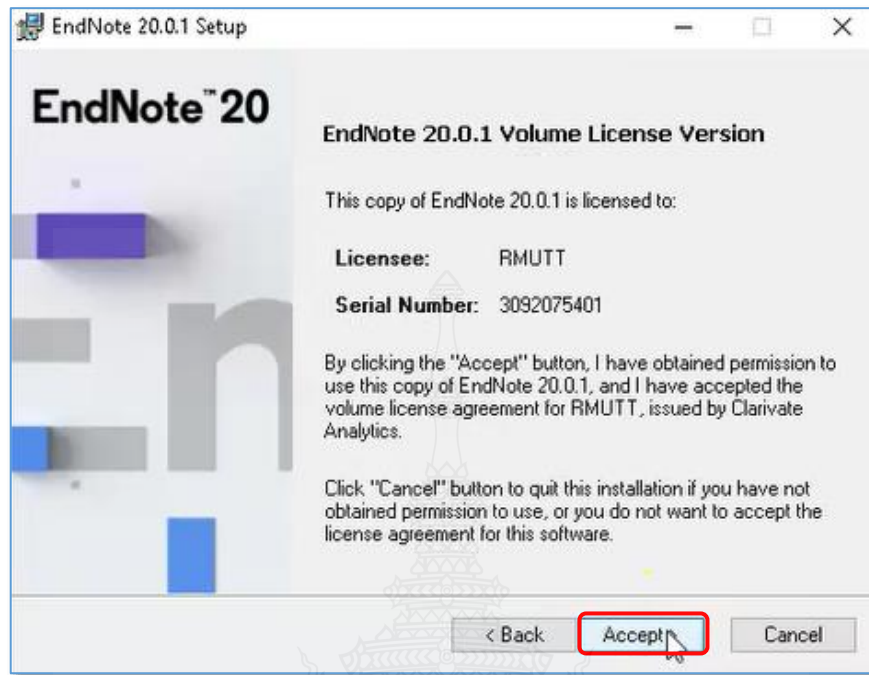 EndNote 20.0.1 Setup
EndNote™20
EndNote 20.0.1 Volume License Version
This copy of EndNote 20.0.1 is licensed to:
Licensee: RMUTT
Serial Number: 3092075401
By clicking the "Accept" button, I have obtained permission to
use this copy of EndNote 20.0.1, and I have accepted the
volume license agreement for RMUTT, issued by Clarivate
Analytics.
Click "Cancel" button to quit this installation if you have not
obtained permission to use, or you do not want to accept the
license agreement for this software.
< Back Accept Cancel